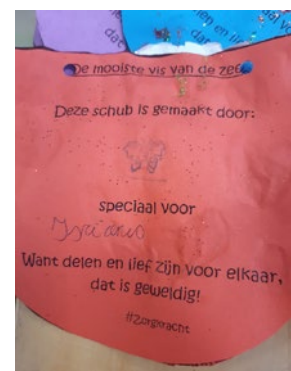 De mooiste vis van de zee
Deze schub is gemaakt door:
speciaal voor
Want delen en lief zijn voor elkaar,
dat is geweldig!
#Zorgkracht